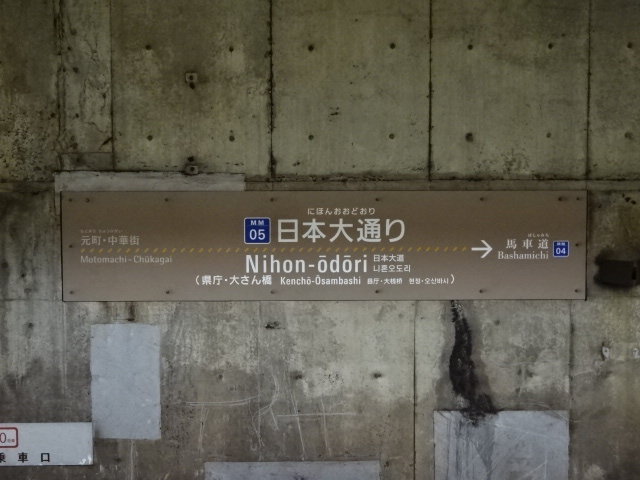 にほんおおどおり
MM
05
日本大通り
元町・中華街
Motomachi-Chūkagai
Nihon-ōdōri
日本大道
니혼오도리
(県庁・大さん橋 Kenchō-Ōsambashi 县厅・大栈桥 현청・오산바시)
→
ばしゃみち
馬車道
Bashamichi
MM
04
乗車口